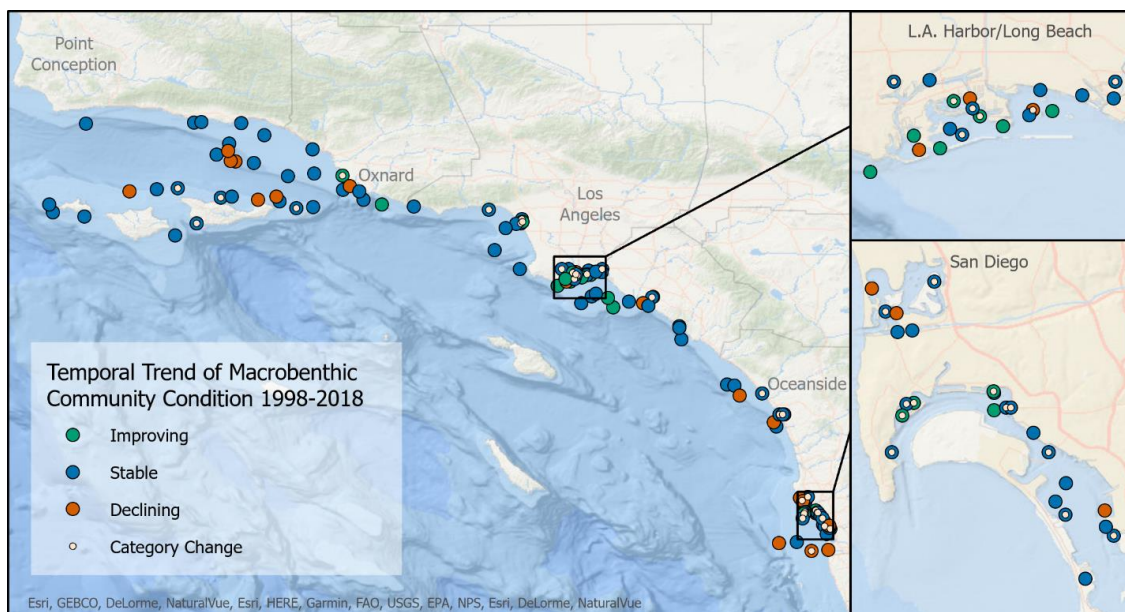 Point
Conception
Oxnard
Los
Angeles
Oceanside
L.A. Harbor/Long Beach
San Diego
Temporal Trend of Macrobenthic
Community Condition 1998-2018
Improving
Stable
Declining
Category Change
Esri, GEBCO, DeLorme, NaturalVue, Esri, HERE, Garmin, FAO, USGS, EPA, NPS, Esri, DeLorme, NaturalVue